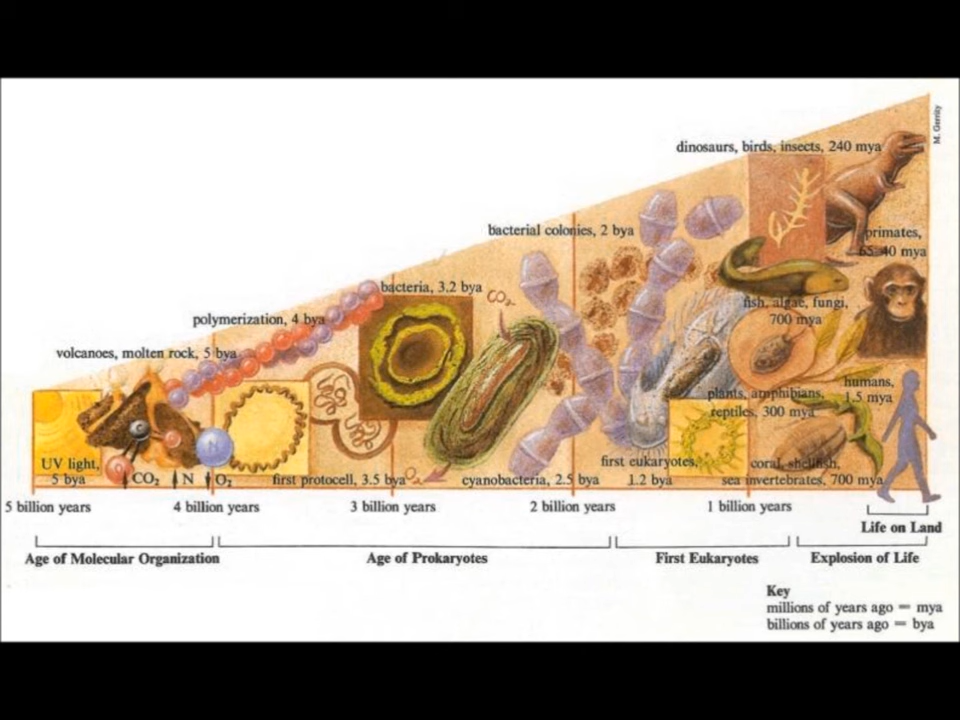 M. Gerrity
dinosaurs, birds, insects, 240 mya
bacterial colonies, 2 bya
primates,
65-40 mya
bacteria, 3.2 bya
CO₂
fish, algae, fungi,
700 mya
polymerization, 4 bya
volcanoes, molten rock, 5 bya
humans,
1.5 mya
plants, amphibians,
reptiles, 300 mya
N
UV light,
5 bya
CO₂
N
O₂
first protocell, 3.5 bya
O₂
cyanobacteria, 2.5 bya
first eukaryotes,
1.2 bya
coral, shellfish,
sea invertebrates, 700 mya
5 billion years
4 billion years
3 billion years
2 billion years
1 billion years
Life on Land
Age of Molecular Organization
Age of Prokaryotes
First Eukaryotes
Explosion of Life
Key
millions of years ago = mya
billions of years ago = bya